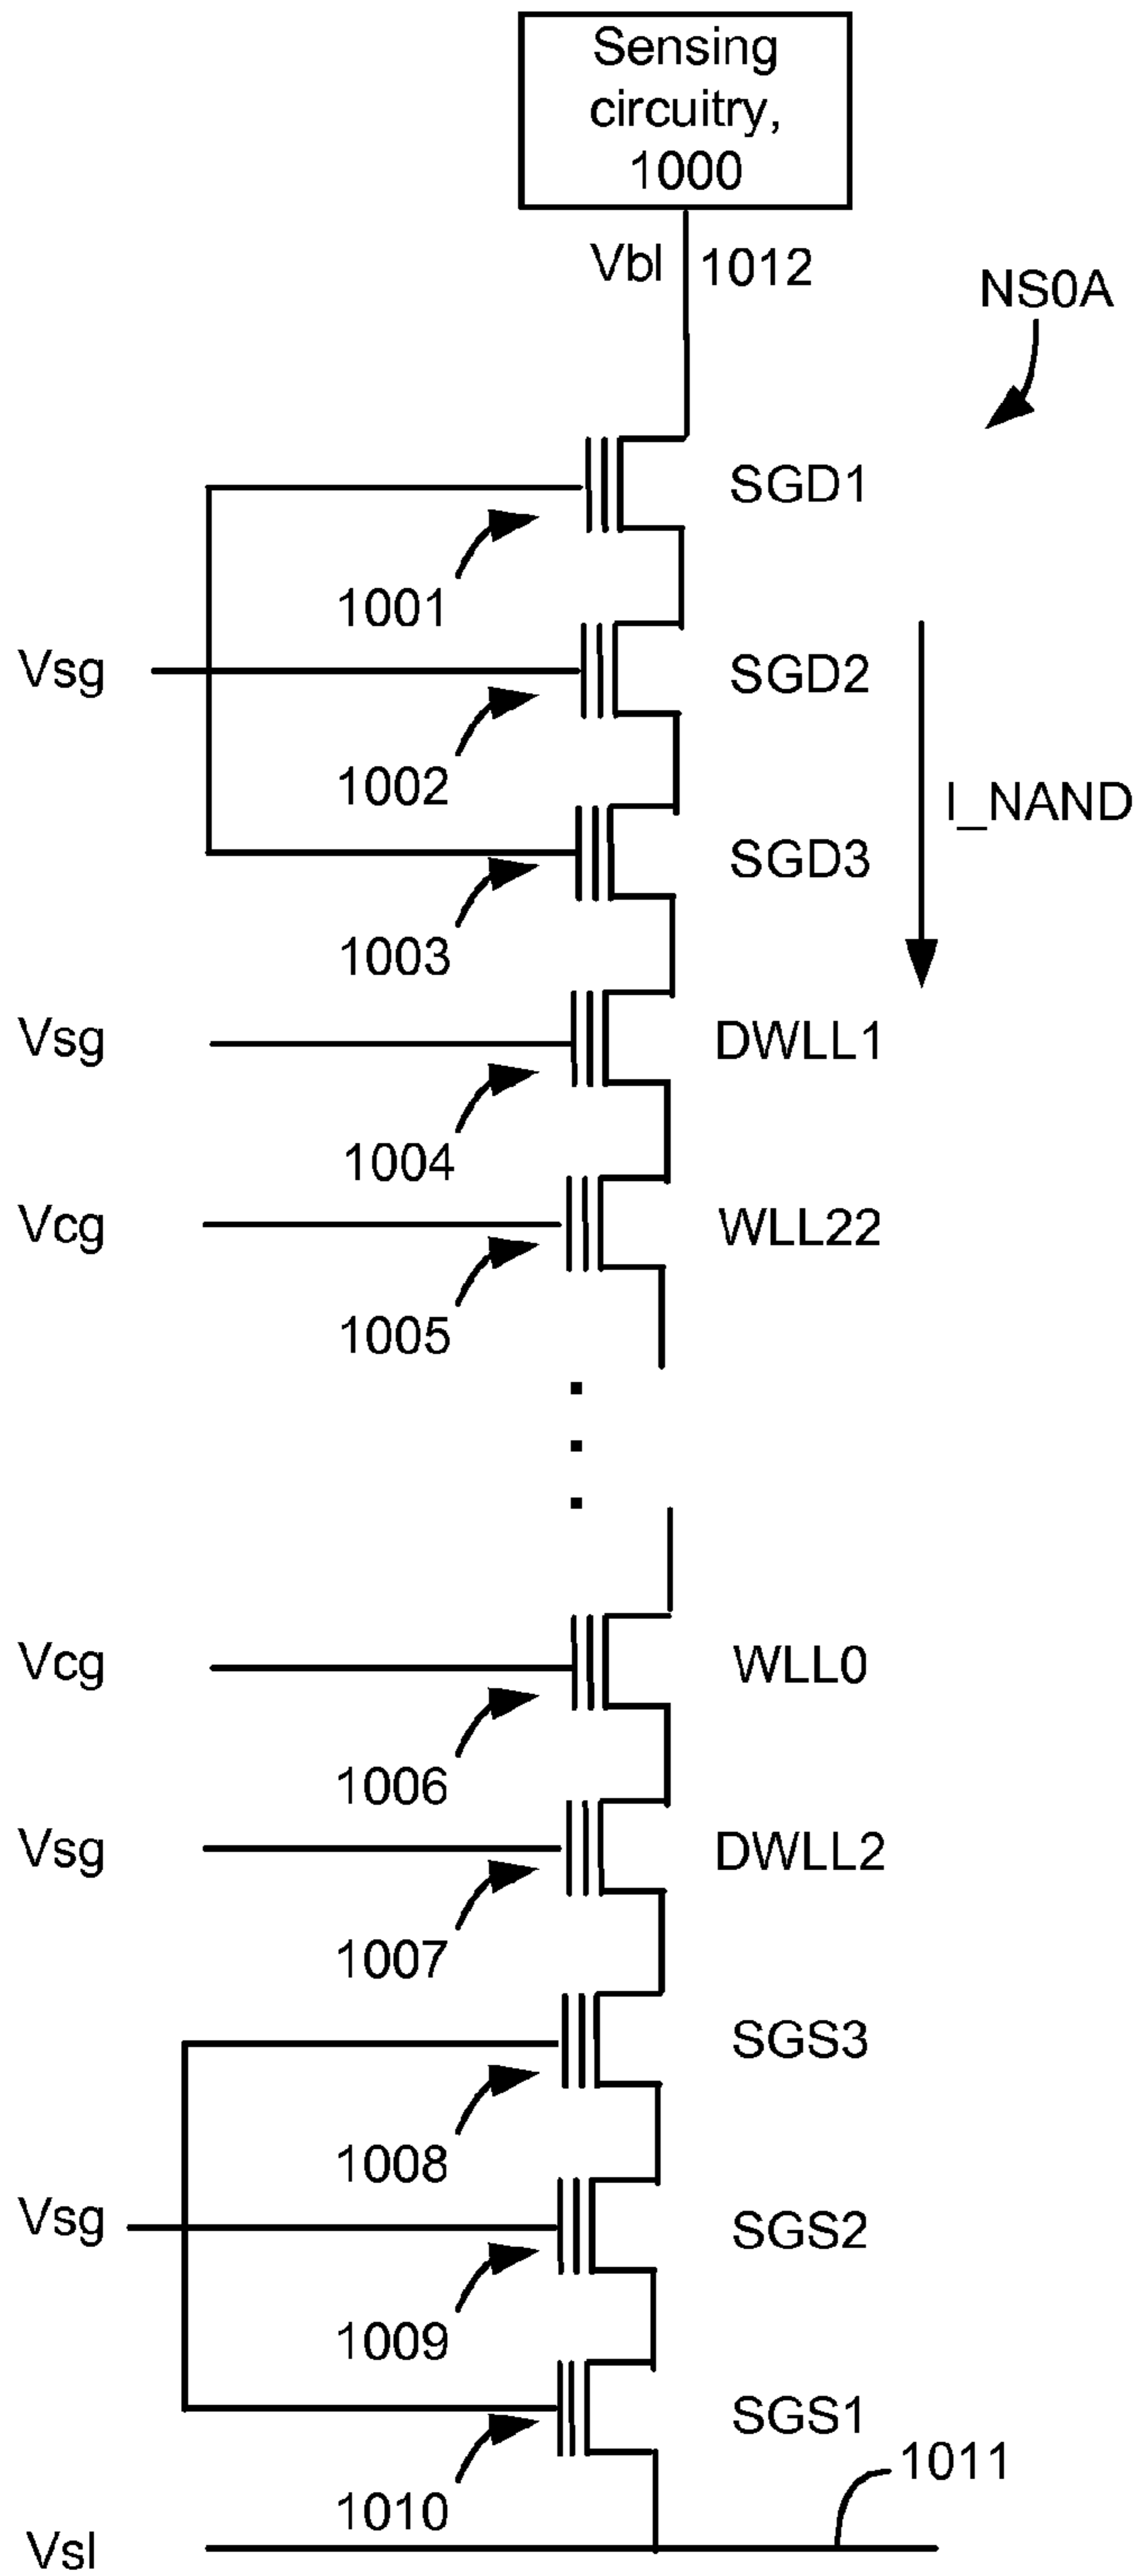 Sensing
circuitry,
1000
Vbl 1012
NS0A
SGD1
1001
Vsg
SGD2
1002
I_NAND
SGD3
1003
Vsg
DWLL1
1004
Vcg
WLL22
1005
Vcg
WLL0
1006
Vsg
DWLL2
1007
SGS3
1008
Vsg
SGS2
1009
SGS1
1010
1011
Vsl